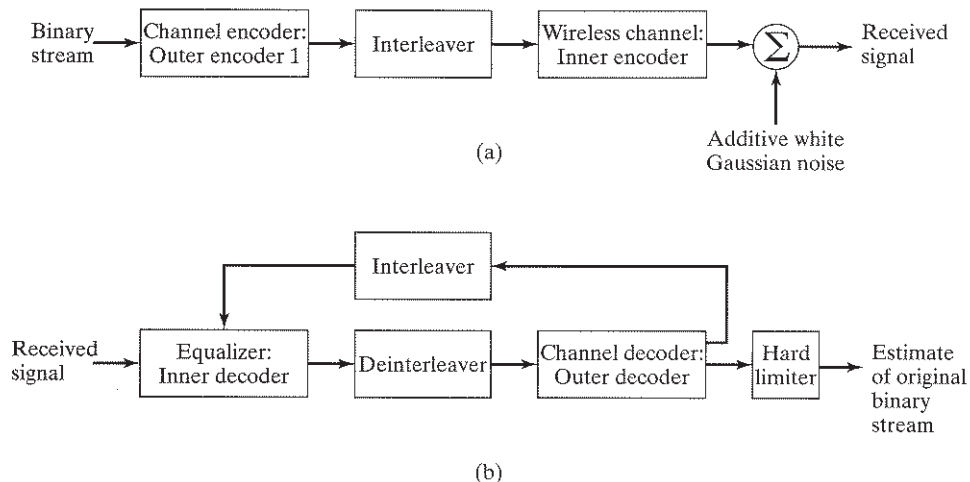 Binary
stream
Channel encoder:
Outer encoder 1
Interleaver
Wireless channel:
Inner encoder
Σ
Received
signal
Additive white
Gaussian noise
(a)
Interleaver
Received
signal
Equalizer:
Inner decoder
Deinterleaver
Channel decoder:
Outer decoder
Hard
limiter
Estimate
of original
binary
stream
(b)